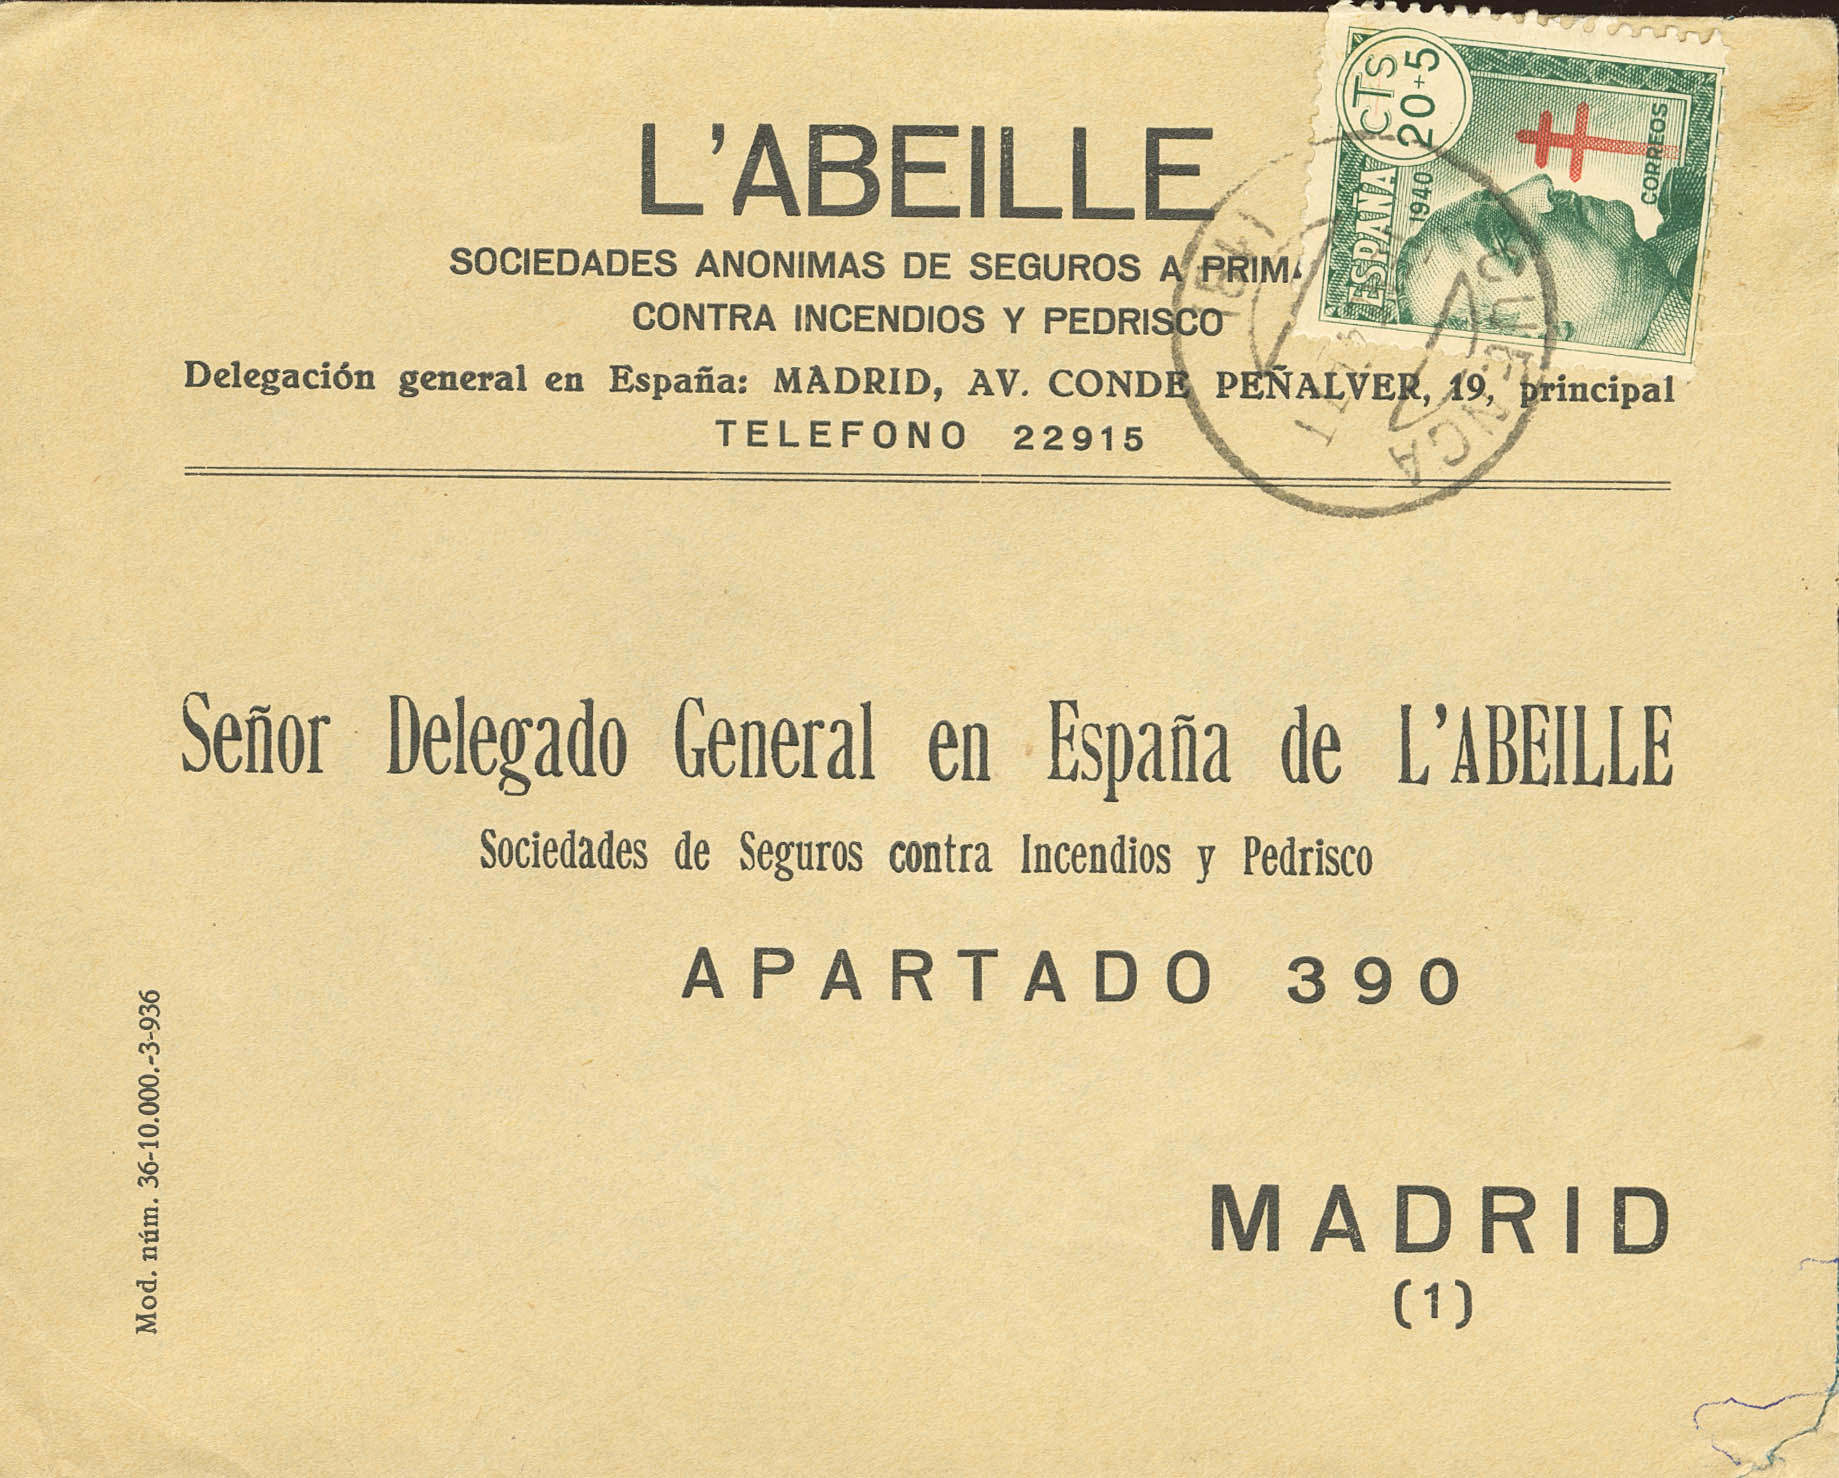 L'ABEILLE
SOCIEDADES ANONIMAS DE SEGUROS A PRIMA
CONTRA INCENDIOS Y PEDRISCO
Delegación general en España: MADRID, AV. CONDE PEÑALVER, 19, principal
TELEFONO 22915
ESPAÑA
CTS
20+5
1940
CORREOS
Señor Delegado General en España de L'ABEILLE
Sociedades de Seguros contra Incendios y Pedrisco
APARTADO 390
MADRID
(1)
Mod. núm. 36-10.000.-3-936